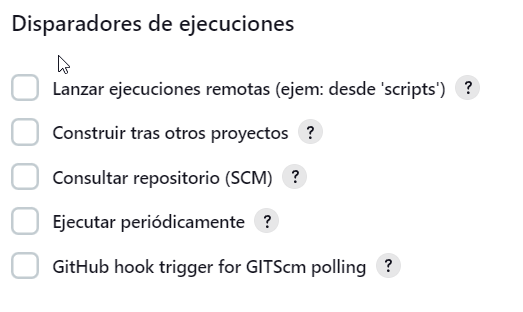 Disparadores de ejecuciones
Lanzar ejecuciones remotas (ejem: desde 'scripts') ?
Construir tras otros proyectos ?
Consultar repositorio (SCM) ?
Ejecutar periódicamente ?
GitHub hook trigger for GITScm polling ?